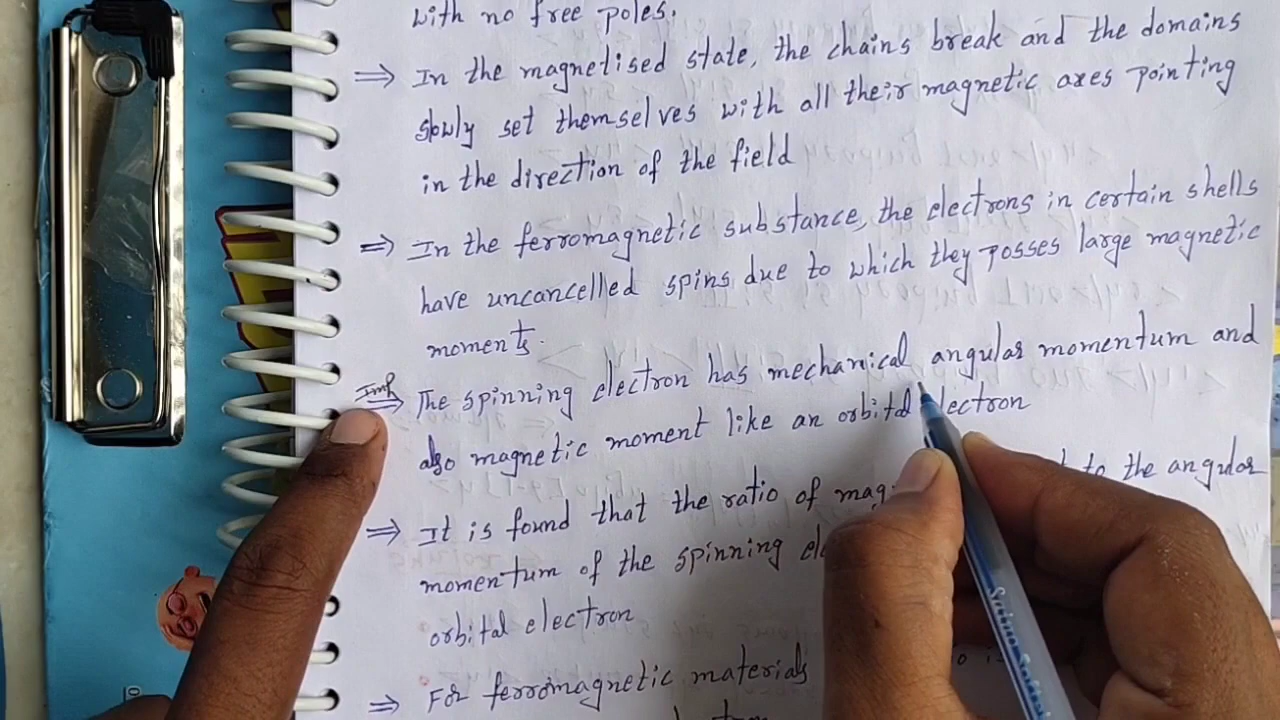 with no free poles.
⇒ In the magnetised state, the chains break and the domains
slowly set themselves with all their magnetic axes pointing
in the direction of the field
⇒ In the ferromagnetic substance, the electrons in certain shells
have uncancelled spins due to which they posses large magnetic
moments.
Imp
⇒ The spinning electron has mechanical angular momentum and
also magnetic moment like an orbital electron
⇒ It is found that the ratio of mag to the angular
momentum of the spinning
orbital electron
⇒ For ferromagnetic materials